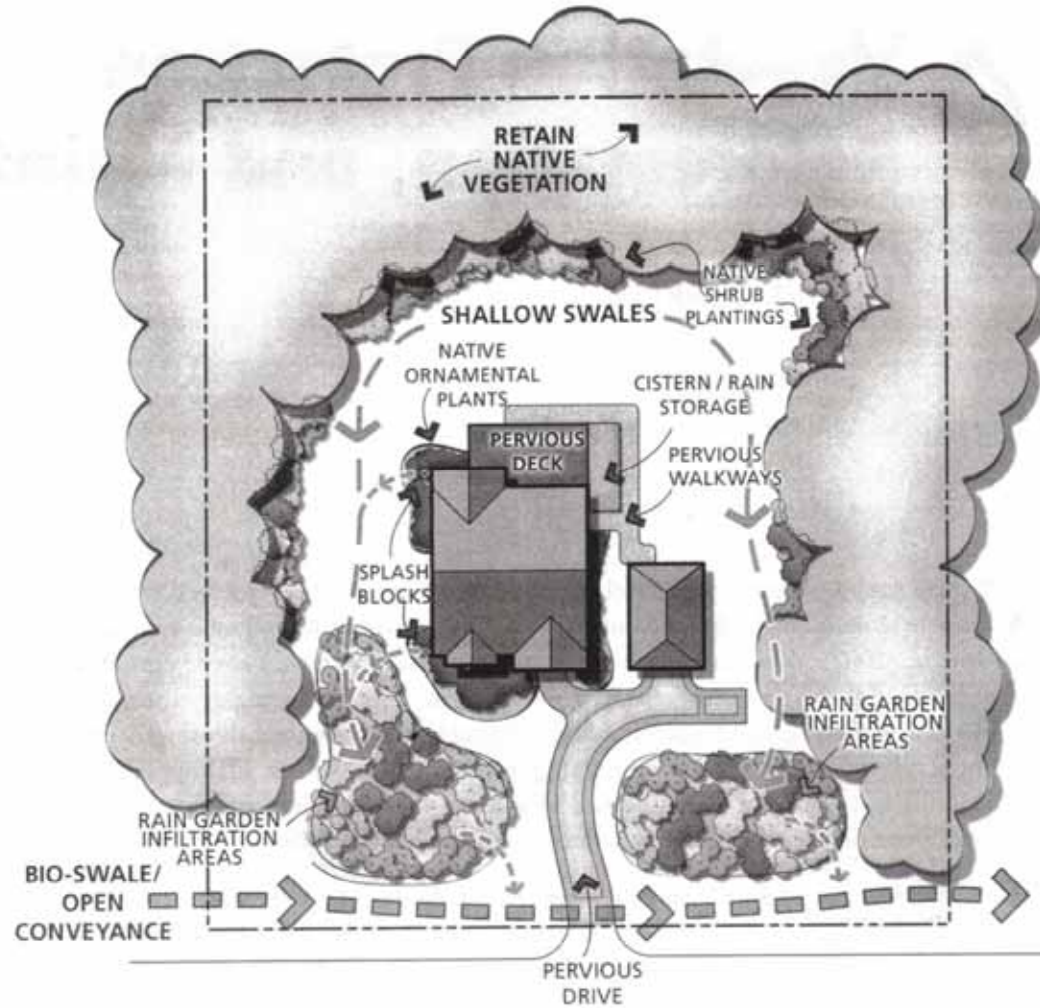 RETAIN
NATIVE
VEGETATION
NATIVE
SHRUB
PLANTINGS
SHALLOW SWALES
NATIVE
ORNAMENTAL
PLANTS
CISTERN / RAIN
STORAGE
PERVIOUS
DECK
PERVIOUS
WALKWAYS
SPLASH
BLOCKS
RAIN GARDEN
INFILTRATION
AREAS
RAIN GARDEN
INFILTRATION
AREAS
BIO-SWALE/
OPEN
CONVEYANCE
PERVIOUS
DRIVE